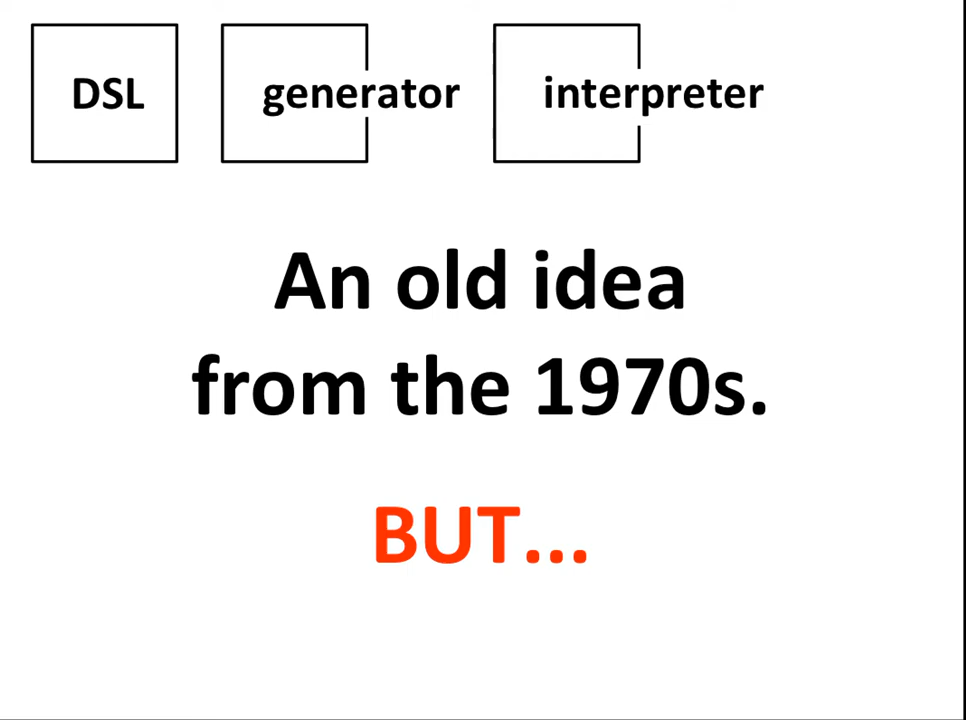 DSL generator interpreter
An old idea
from the 1970s.
BUT...